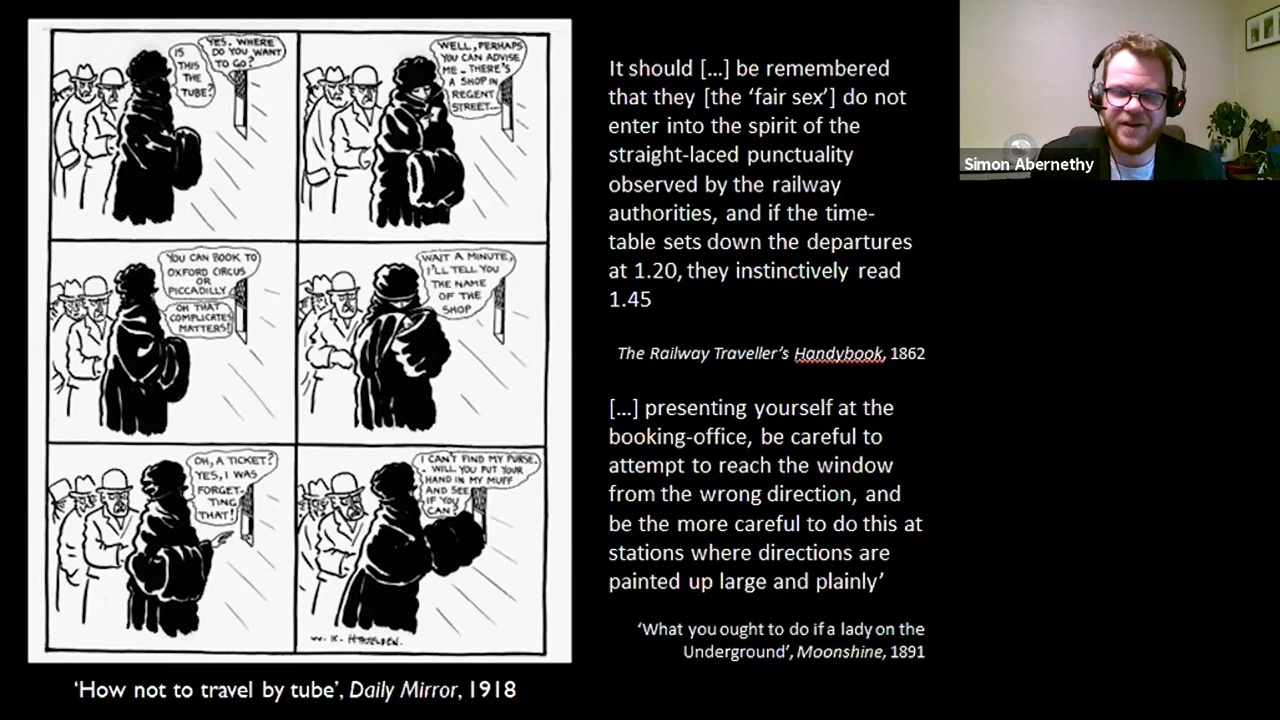 IS
THIS
THE
TUBE?
YES. WHERE
DO YOU WANT
TO GO?
WELL, PERHAPS
YOU CAN ADVISE
ME - THERE'S
A SHOP IN
REGENT
STREET...
YOU CAN BOOK TO
OXFORD CIRCUS
OR
PICCADILLY
OH THAT
COMPLICATES
MATTERS!
WAIT A MINUTE,
I'LL TELL YOU
THE NAME
OF THE
SHOP
OH, A TICKET?
YES, I WAS
FORGET-
TING
THAT!
I CAN'T FIND MY PURSE.
- WILL YOU PUT YOUR
HAND IN MY MUFF
AND SEE
IF YOU
CAN?
W. K. HASELDEN.
'How not to travel by tube', Daily Mirror, 1918
It should […] be remembered
that they [the 'fair sex'] do not
enter into the spirit of the
straight-laced punctuality
observed by the railway
authorities, and if the time-
table sets down the departures
at 1.20, they instinctively read
1.45
The Railway Traveller's Handybook, 1862
[…] presenting yourself at the
booking-office, be careful to
attempt to reach the window
from the wrong direction, and
be the more careful to do this at
stations where directions are
painted up large and plainly'
'What you ought to do if a lady on the
Underground', Moonshine, 1891
Simon Abernethy